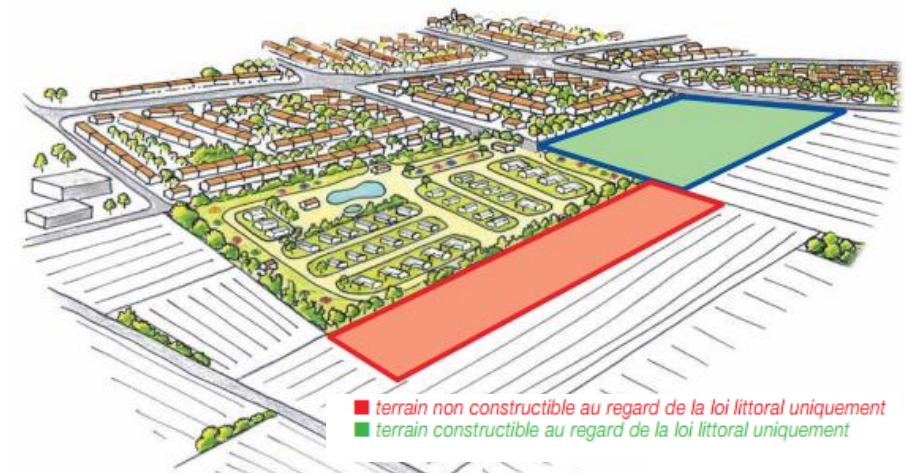 terrain non constructible au regard de la loi littoral uniquement
terrain constructible au regard de la loi littoral uniquement